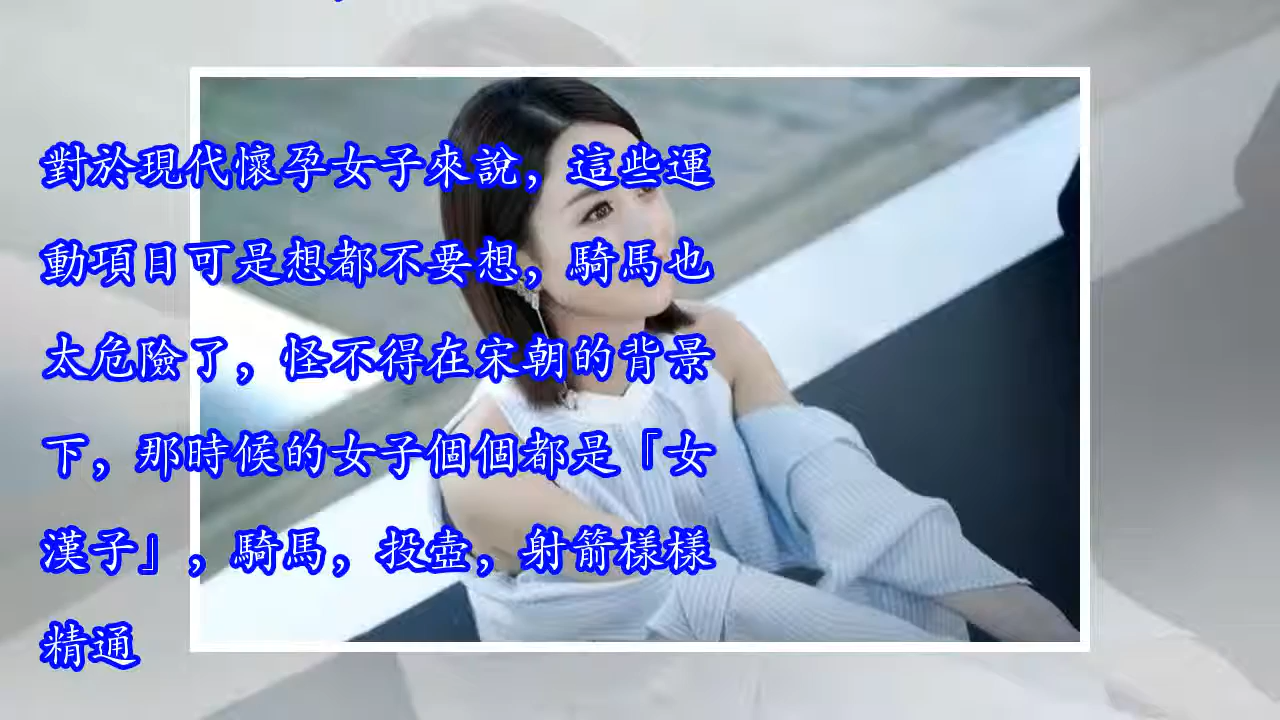 對於現代懷孕女子來說，這些運
動項目可是想都不要想，騎馬也
太危險了，怪不得在宋朝的背景
下，那時候的女子個個都是「女
漢子」，騎馬，投壺，射箭樣樣
精通